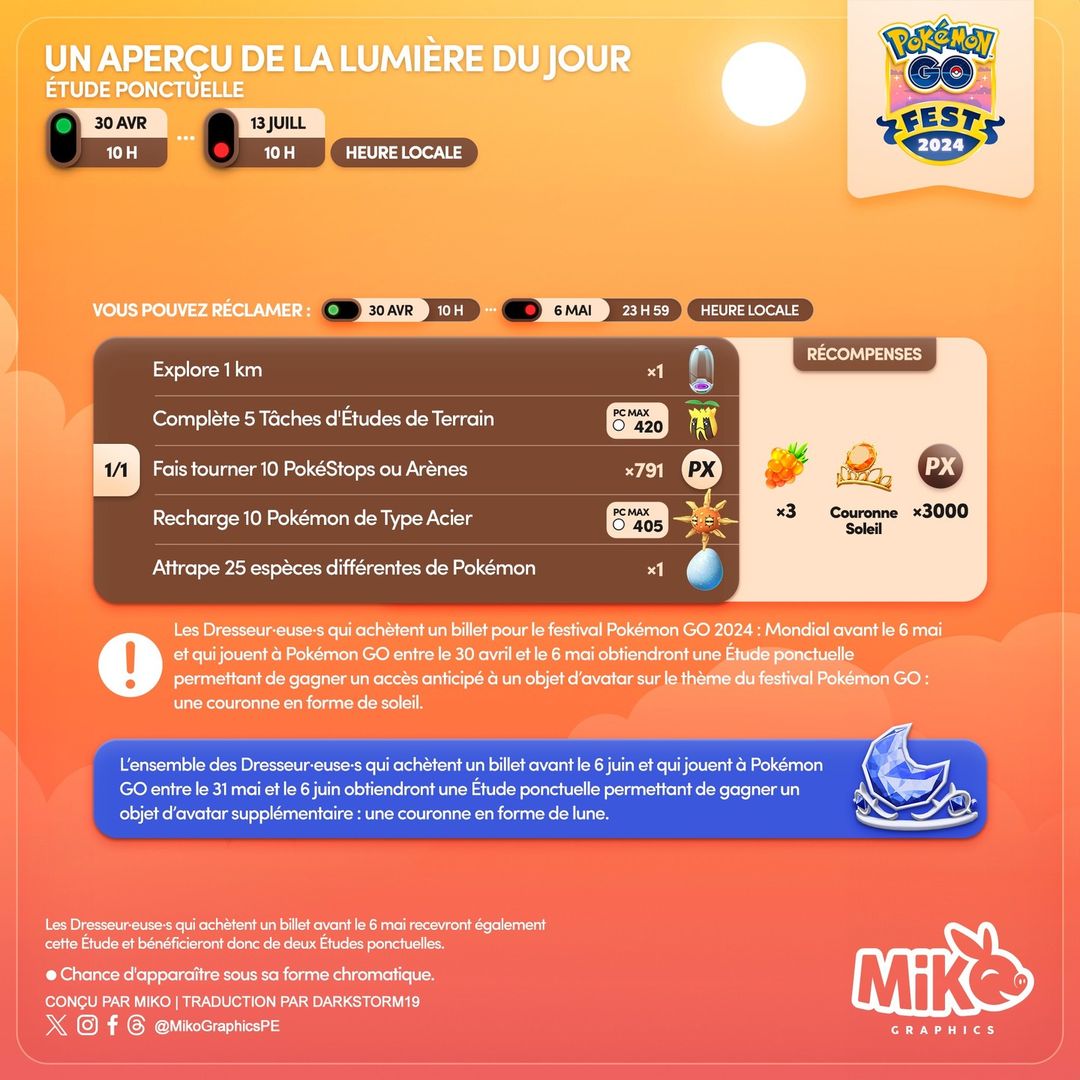 UN APERÇU DE LA LUMIÈRE DU JOUR
ÉTUDE PONCTUELLE
30 AVR
10 H
...
13 JUILL
10 H
HEURE LOCALE
Pokémon
GO
FEST
2024
VOUS POUVEZ RÉCLAMER : 30 AVR 10 H ... 6 MAI 23 H 59 HEURE LOCALE
RÉCOMPENSES
1/1
Explore 1 km ×1
Complète 5 Tâches d'Études de Terrain PC MAX 420
Fais tourner 10 PokéStops ou Arènes ×791 PX
Recharge 10 Pokémon de Type Acier PC MAX 405
Attrape 25 espèces différentes de Pokémon ×1
PX
×3 Couronne ×3000
Soleil
Les Dresseur·euse·s qui achètent un billet pour le festival Pokémon GO 2024 : Mondial avant le 6 mai
et qui jouent à Pokémon GO entre le 30 avril et le 6 mai obtiendront une Étude ponctuelle
permettant de gagner un accès anticipé à un objet d’avatar sur le thème du festival Pokémon GO :
une couronne en forme de soleil.
L’ensemble des Dresseur·euse·s qui achètent un billet avant le 6 juin et qui jouent à Pokémon
GO entre le 31 mai et le 6 juin obtiendront une Étude ponctuelle permettant de gagner un
objet d’avatar supplémentaire : une couronne en forme de lune.
Les Dresseur·euse·s qui achètent un billet avant le 6 mai recevront également
cette Étude et bénéficieront donc de deux Études ponctuelles.
● Chance d'apparaître sous sa forme chromatique.
CONÇU PAR MIKO | TRADUCTION PAR DARKSTORM19
@MikoGraphicsPE
MiKO
GRAPHICS